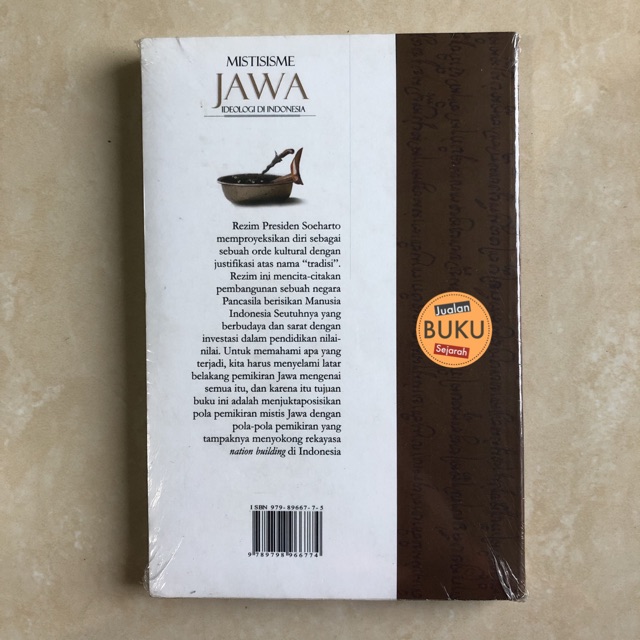 MISTISISME
JAWA
IDEOLOGI DI INDONESIA
Rezim Presiden Soeharto
memproyeksikan diri sebagai
sebuah orde kultural dengan
justifikasi atas nama “tradisi”.
Rezim ini mencita-citakan
pembangunan sebuah negara
Pancasila berisikan Manusia
Indonesia Seutuhnya yang
berbudaya dan sarat dengan
investasi dalam pendidikan nilai-
nilai. Untuk memahami apa yang
terjadi, kita harus menyelami latar
belakang pemikiran Jawa mengenai
semua itu, dan karena itu tujuan
buku ini adalah menjuktaposisikan
pola pemikiran mistis Jawa dengan
pola-pola pemikiran yang
tampaknya menyokong rekayasa
nation building di Indonesia
ISBN 979-89667-7-5
9 789798 966774
Jualan
BUKU
Sejarah